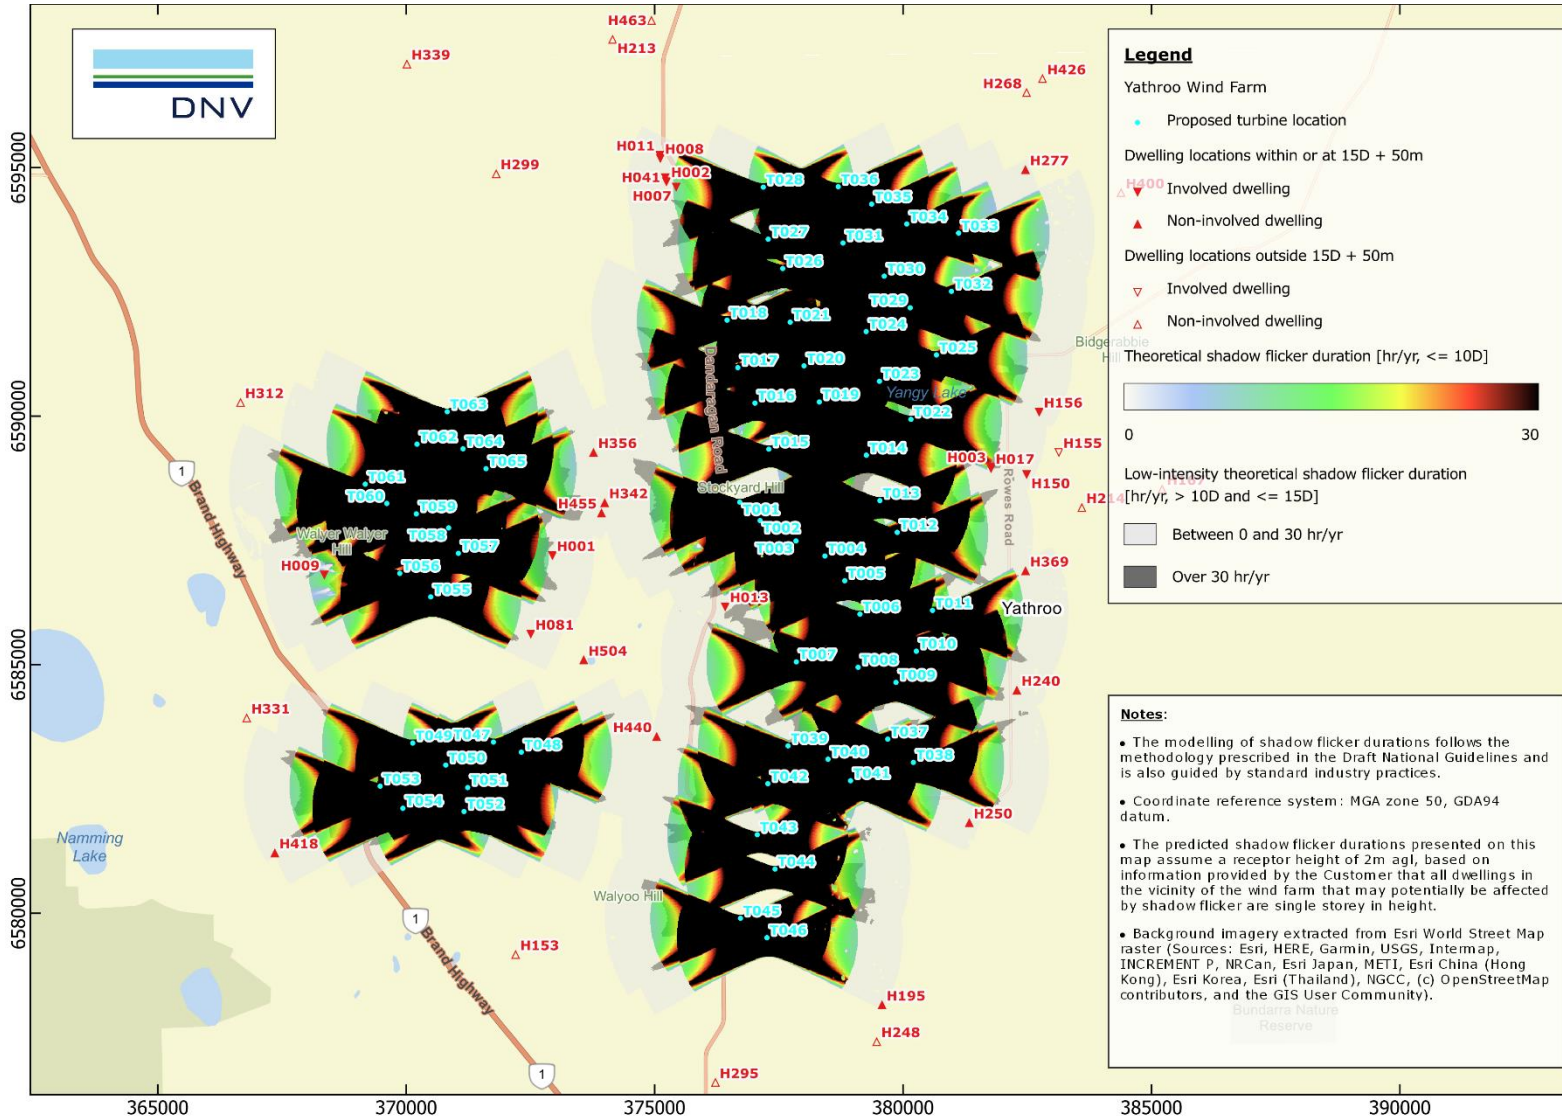 DNV
H463
H213
H339
H299
H268
H426
H277
H400
H011
H008
H041
H002
H007
T028
T036
T035
T034
T033
T027
T031
T026
T030
T032
T029
T018
T021
T024
T025
T017
T020
T023
Yangy Lake
T016
T019
T022
T015
T014
Dandaragan Road
Stockyard Hill
H003
H017
H156
H155
H150
H214
H167
Rowes Road
Bidgerabbie
Hill
T001
T013
T002
T012
T003
T004
T005
H369
H013
T006
T011
Yathroo
T010
T007
T008
T009
H240
H312
T063
T062
T064
T065
H356
T061
T060
T059
H342
H455
T058
Walyer Walyer
Hill
T057
H001
H009
T056
T055
H081
H504
H331
H440
T049
T047
T048
T050
T053
T051
T054
T052
H418
T039
T037
T040
T038
T042
T041
H250
T043
T044
Walyoo Hill
T045
T046
H153
H195
H248
H295
Namming
Lake
1
Brand Highway
1
Brand Highway
1
Bundarra Nature
Reserve
6595000
6590000
6585000
6580000
365000
370000
375000
380000
385000
390000
Legend
Yathroo Wind Farm
Proposed turbine location
Dwelling locations within or at 15D + 50m
Involved dwelling
Non-involved dwelling
Dwelling locations outside 15D + 50m
Involved dwelling
Non-involved dwelling
Theoretical shadow flicker duration [hr/yr, <= 10D]
0
30
Low-intensity theoretical shadow flicker duration
[hr/yr, > 10D and <= 15D]
Between 0 and 30 hr/yr
Over 30 hr/yr
Notes:
• The modelling of shadow flicker durations follows the
methodology prescribed in the Draft National Guidelines and
is also guided by standard industry practices.
• Coordinate reference system: MGA zone 50, GDA94
datum.
• The predicted shadow flicker durations presented on this
map assume a receptor height of 2m agl, based on
information provided by the Customer that all dwellings in
the vicinity of the wind farm that may potentially be affected
by shadow flicker are single storey in height.
• Background imagery extracted from Esri World Street Map
raster (Sources: Esri, HERE, Garmin, USGS, Intermap,
INCREMENT P, NRCan, Esri Japan, METI, Esri China (Hong
Kong), Esri Korea, Esri (Thailand), NGCC, (c) OpenStreetMap
contributors, and the GIS User Community).